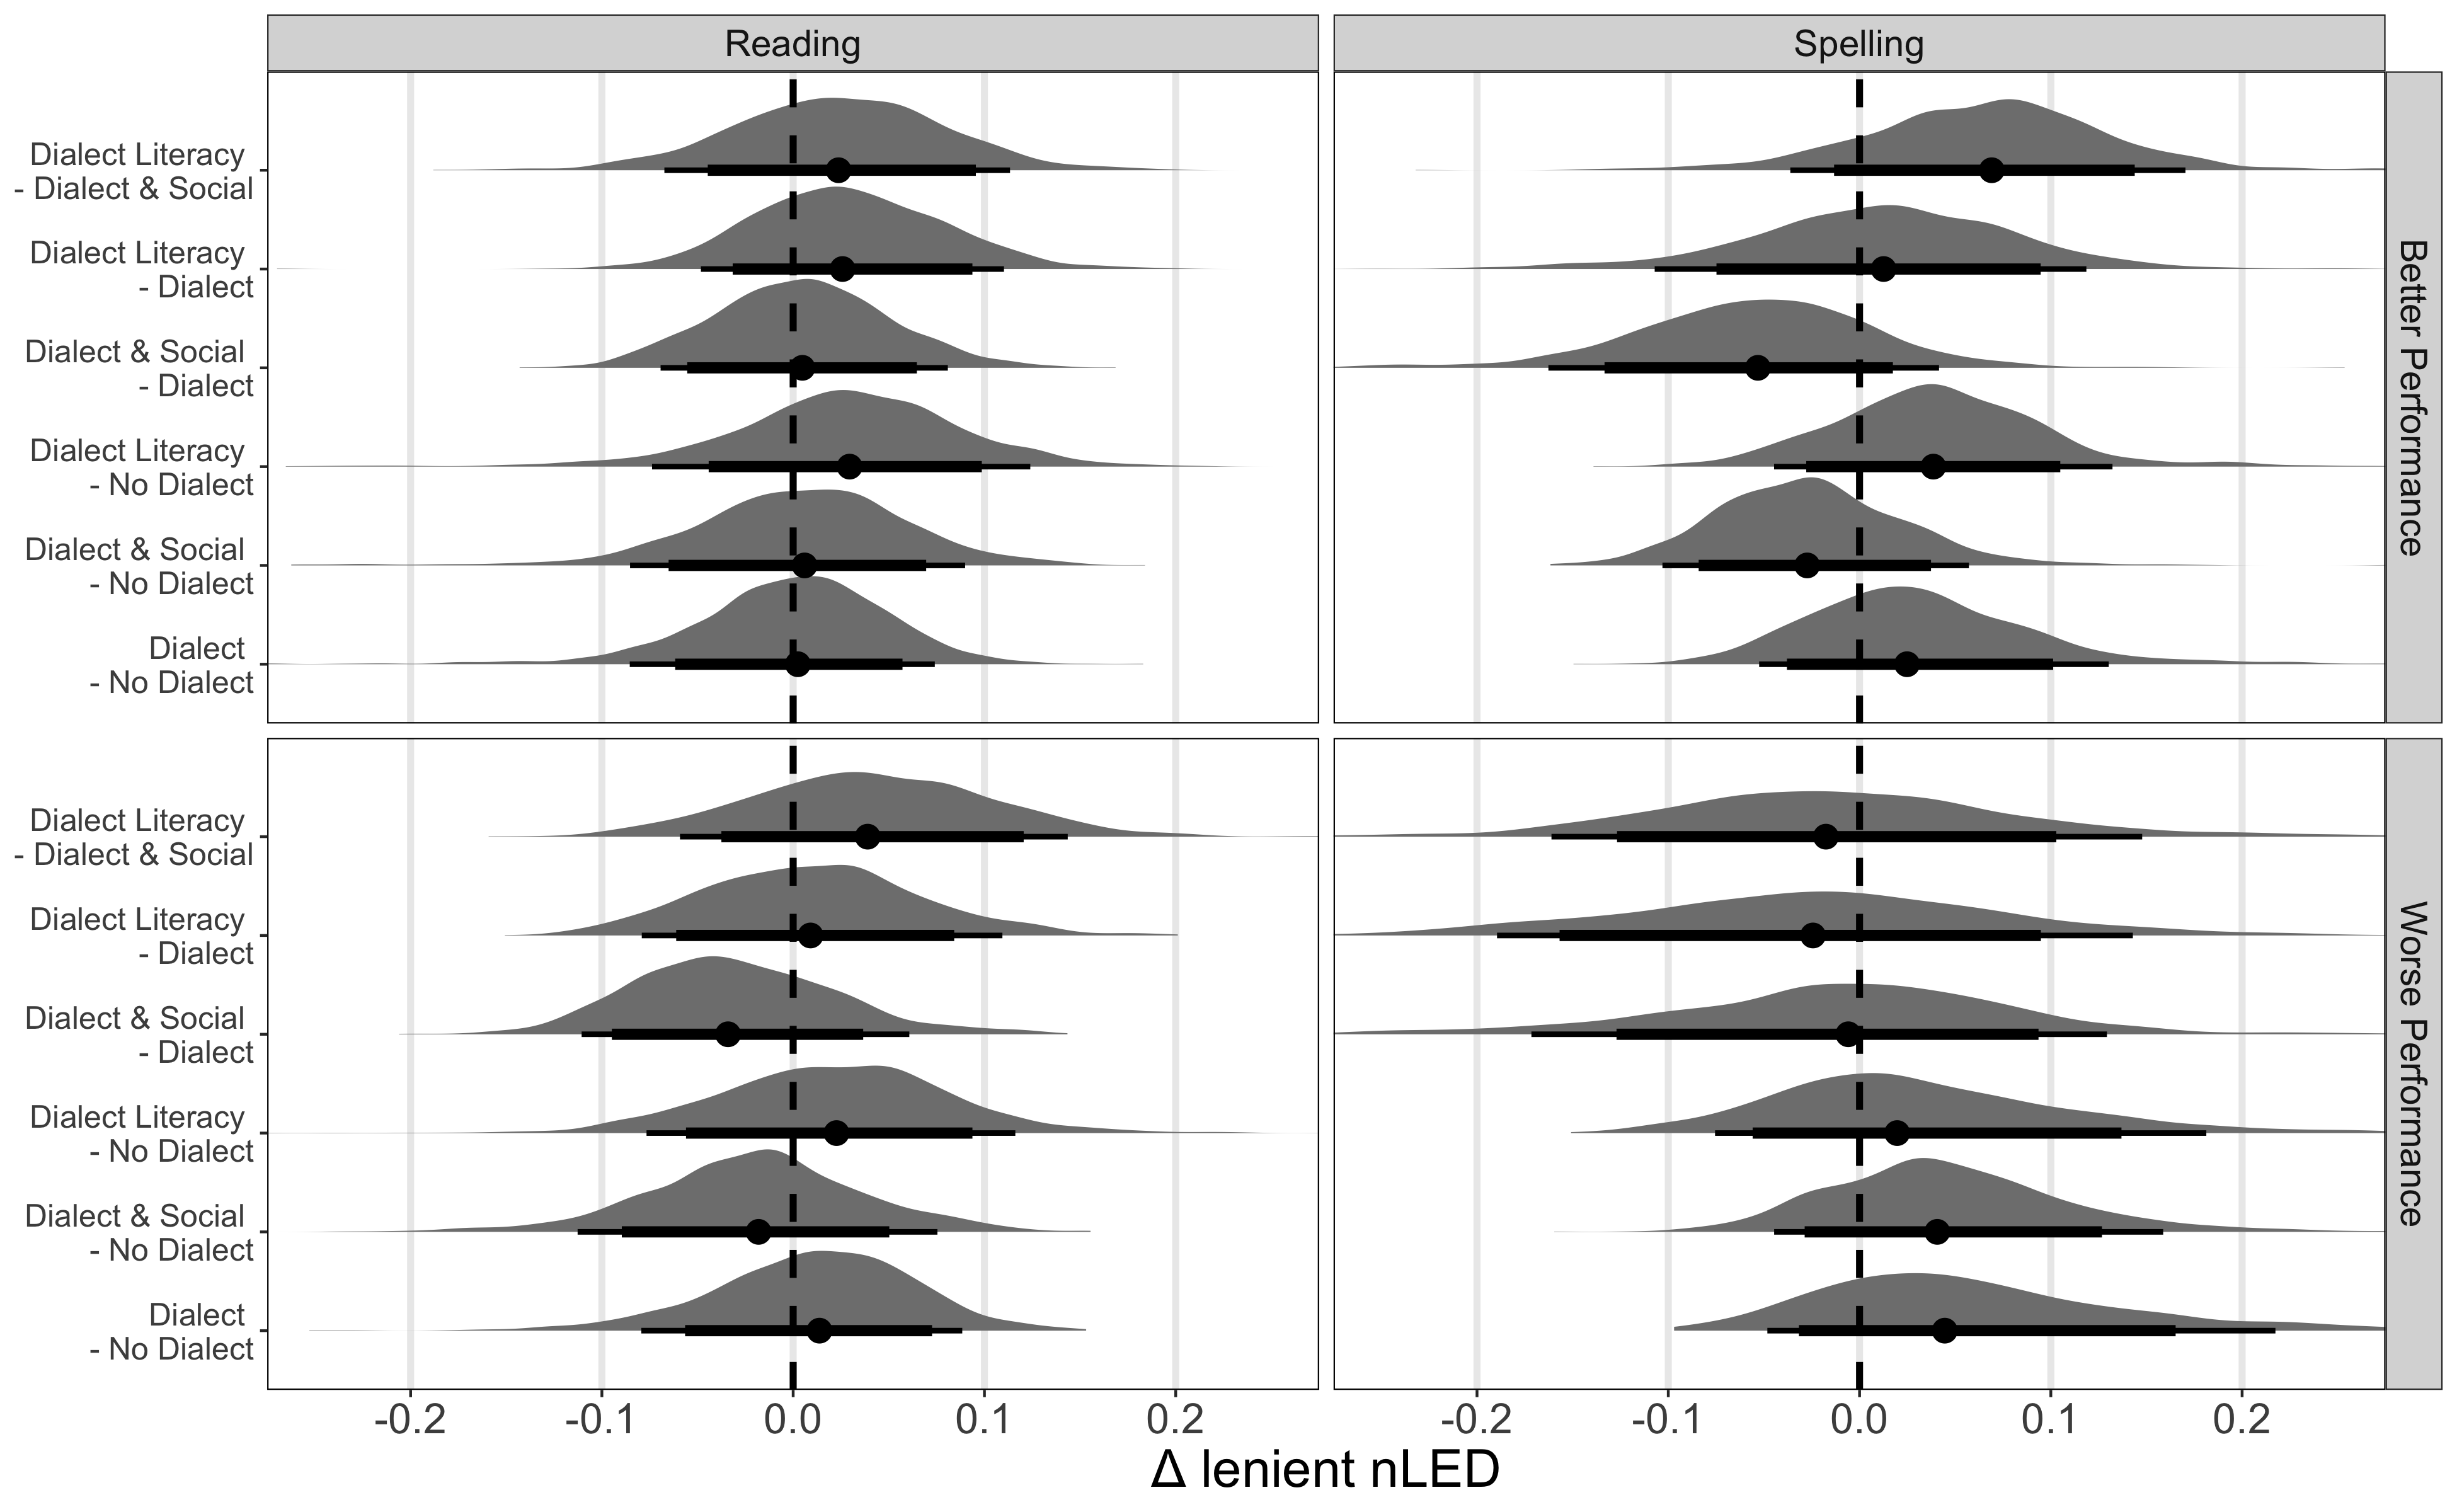 Reading
Spelling
Better Performance
Dialect Literacy
- Dialect & Social
Dialect Literacy
- Dialect
Dialect & Social
- Dialect
Dialect Literacy
- No Dialect
Dialect & Social
- No Dialect
Dialect
- No Dialect
Worse Performance
Dialect Literacy
- Dialect & Social
Dialect Literacy
- Dialect
Dialect & Social
- Dialect
Dialect Literacy
- No Dialect
Dialect & Social
- No Dialect
Dialect
- No Dialect
-0.2 -0.1 0.0 0.1 0.2
-0.2 -0.1 0.0 0.1 0.2
Δ lenient nLED